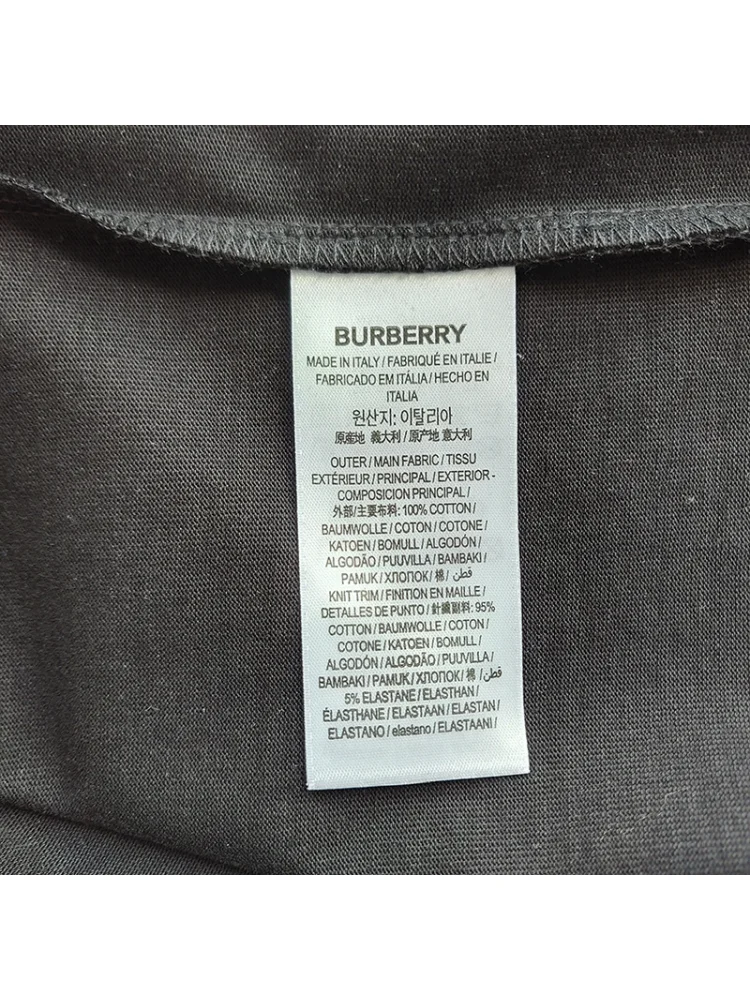 BURBERRY
MADE IN ITALY / FABRIQUÉ EN ITALIE /
FABRICADO EM ITÁLIA / HECHO EN
ITALIA
원산지: 이탈리아
原產地 義大利 / 原产地 意大利
OUTER / MAIN FABRIC / TISSU
EXTÉRIEUR / PRINCIPAL / EXTERIOR -
COMPOSICION PRINCIPAL /
外部/主要布料: 100% COTTON /
BAUMWOLLE / COTON / COTONE /
KATOEN / BOMULL / ALGODÓN /
ALGODÃO / PUUVILLA / BAMBAKI /
PAMUK / ХЛОПОК / 棉 / قطن
KNIT TRIM / FINITION EN MAILLE /
DETALLES DE PUNTO / 針織副料: 95%
COTTON / BAUMWOLLE / COTON /
COTONE / KATOEN / BOMULL /
ALGODÓN / ALGODÃO / PUUVILLA /
BAMBAKI / PAMUK / ХЛОПОК / 棉 / قطن/
5% ELASTANE / ELASTHAN /
ÉLASTHANE / ELASTAAN / ELASTAN /
ELASTANO / elastano / ELASTAANI /